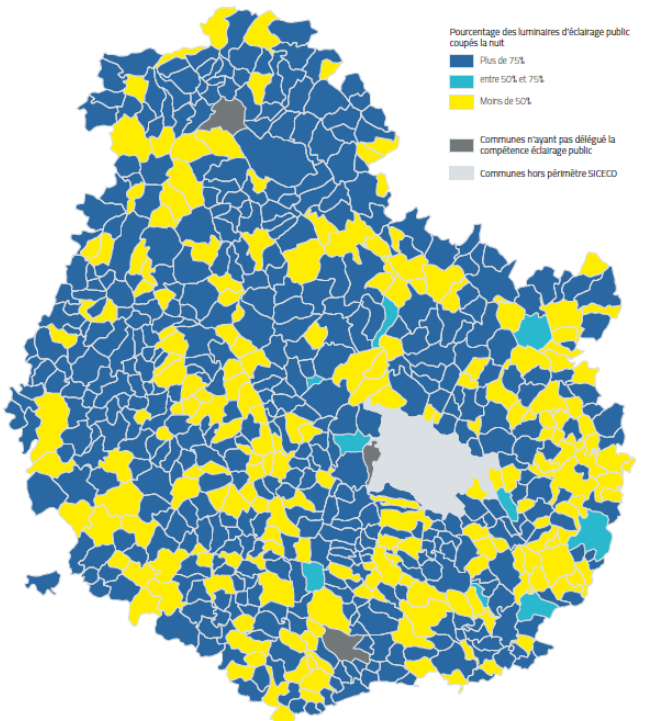 Pourcentage des luminaires d'éclairage public
coupés la nuit
Plus de 75%
entre 50% et 75%
Moins de 50%
Communes n'ayant pas délégué la
compétence éclairage public
Communes hors périmètre SICECO